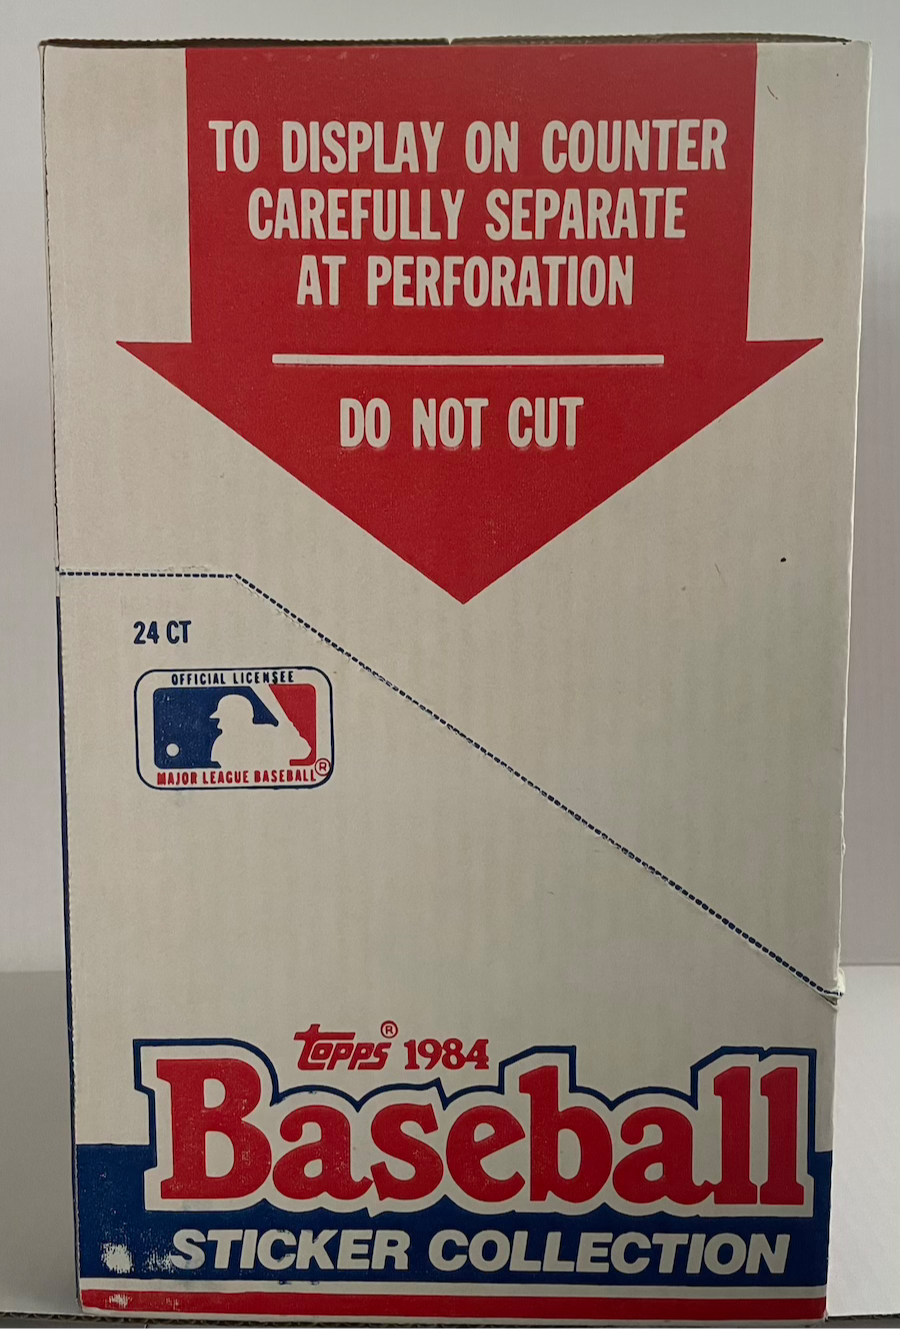 TO DISPLAY ON COUNTER
CAREFULLY SEPARATE
AT PERFORATION
DO NOT CUT
24 CT
OFFICIAL LICENSEE
MAJOR LEAGUE BASEBALL®
Topps® 1984
Baseball
STICKER COLLECTION